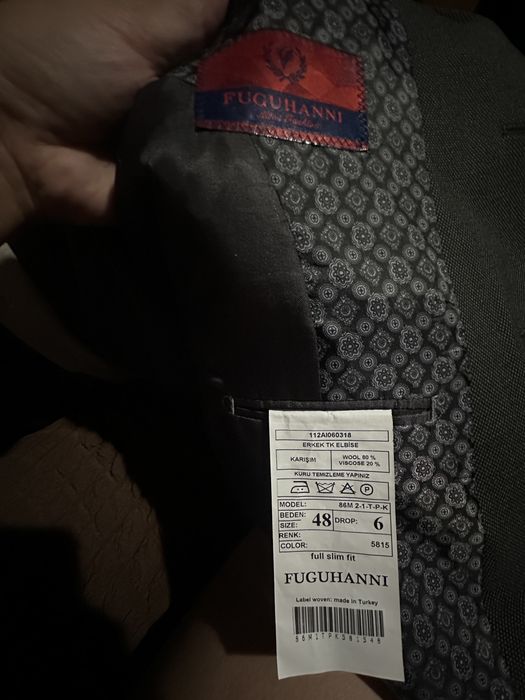 FUGUHANNI
112AI060318
ERKEK TK ELBİSE
KARIŞIM
WOOL 80 %
VISCOSE 20 %
KURU TEMİZLEME YAPINIZ
P
MODEL: 86M 2-1-T-P-K
BEDEN:
SIZE: 48 DROP: 6
RENK:
COLOR: 5815
full slim fit
FUGUHANNI
Label woven: made in Turkey